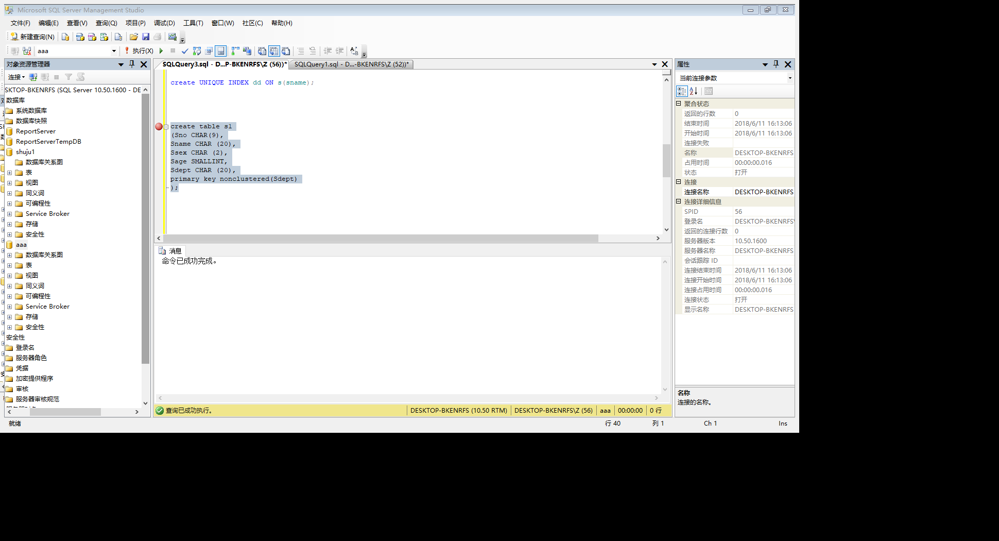 Microsoft SQL Server Management Studio
文件(F) 编辑(E) 查看(V) 查询(Q) 项目(P) 调试(D) 工具(T) 窗口(W) 社区(C) 帮助(H)
新建查询(N)
aaa 执行(X)
对象资源管理器
连接
SKTOP-BKENRFS (SQL Server 10.50.1600 - DE
数据库
系统数据库
数据库快照
ReportServer
ReportServerTempDB
shuju1
数据库关系图
表
视图
同义词
可编程性
Service Broker
存储
安全性
aaa
数据库关系图
表
视图
同义词
可编程性
Service Broker
存储
安全性
安全性
登录名
服务器角色
凭据
加密提供程序
审核
服务器审核规范
SQLQuery3.sql - D...P-BKENRFS\Z (56))* SQLQuery1.sql - D...-BKENRFS\Z (52))*
create UNIQUE INDEX dd ON s(sname);
create table s1
(Sno CHAR(9),
Sname CHAR (20),
Ssex CHAR (2),
Sage SMALLINT,
Sdept CHAR (20),
primary key nonclustered(Sdept)
);
消息
命令已成功完成。
查询已成功执行。 DESKTOP-BKENRFS (10.50 RTM) DESKTOP-BKENRFS\Z (56) aaa 00:00:00 0 行
属性
当前连接参数
聚合状态
返回的行数 0
结束时间 2018/6/11 16:13:06
开始时间 2018/6/11 16:13:06
连接失败
名称 DESKTOP-BKENRFS
占用时间 00:00:00.016
状态 打开
连接
连接名称 DESKTOP-BKENRFS
连接详细信息
SPID 56
登录名 DESKTOP-BKENRFS\
返回的连接行数 0
服务器版本 10.50.1600
服务器名称 DESKTOP-BKENRFS
会话跟踪 ID
连接结束时间 2018/6/11 16:13:06
连接开始时间 2018/6/11 16:13:06
连接占用时间 00:00:00.016
连接状态 打开
显示名称 DESKTOP-BKENRFS
名称
连接的名称。
就绪 行 40 列 1 Ch 1 Ins